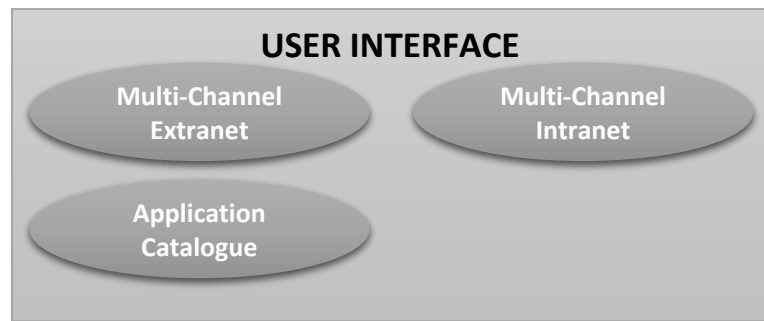 USER INTERFACE
Multi-Channel
Extranet
Multi-Channel
Intranet
Application
Catalogue